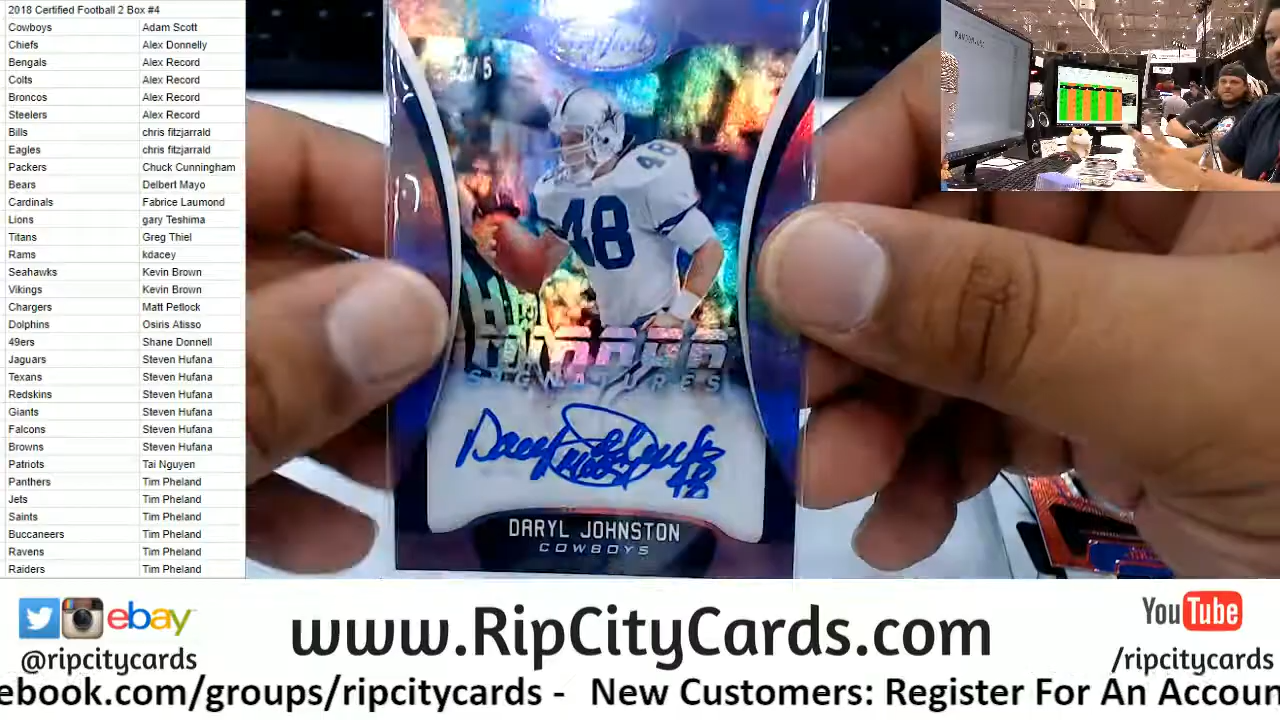 2018 Certified Football 2 Box #4
Cowboys Adam Scott
Chiefs Alex Donnelly
Bengals Alex Record
Colts Alex Record
Broncos Alex Record
Steelers Alex Record
Bills chris fitzjarrald
Eagles chris fitzjarrald
Packers Chuck Cunningham
Bears Delbert Mayo
Cardinals Fabrice Laumond
Lions gary Teshima
Titans Greg Thiel
Rams kdacey
Seahawks Kevin Brown
Vikings Kevin Brown
Chargers Matt Petlock
Dolphins Osiris Atisso
49ers Shane Donnell
Jaguars Steven Hufana
Texans Steven Hufana
Redskins Steven Hufana
Giants Steven Hufana
Falcons Steven Hufana
Browns Steven Hufana
Patriots Tai Nguyen
Panthers Tim Pheland
Jets Tim Pheland
Saints Tim Pheland
Buccaneers Tim Pheland
Ravens Tim Pheland
Raiders Tim Pheland
Certified
/5
48
48
SIGNATURES
48
DARYL JOHNSTON
COWBOYS
ebay
@ripcitycards
www.RipCityCards.com
YouTube
/ripcitycards
ebook.com/groups/ripcitycards - New Customers: Register For An Accoun